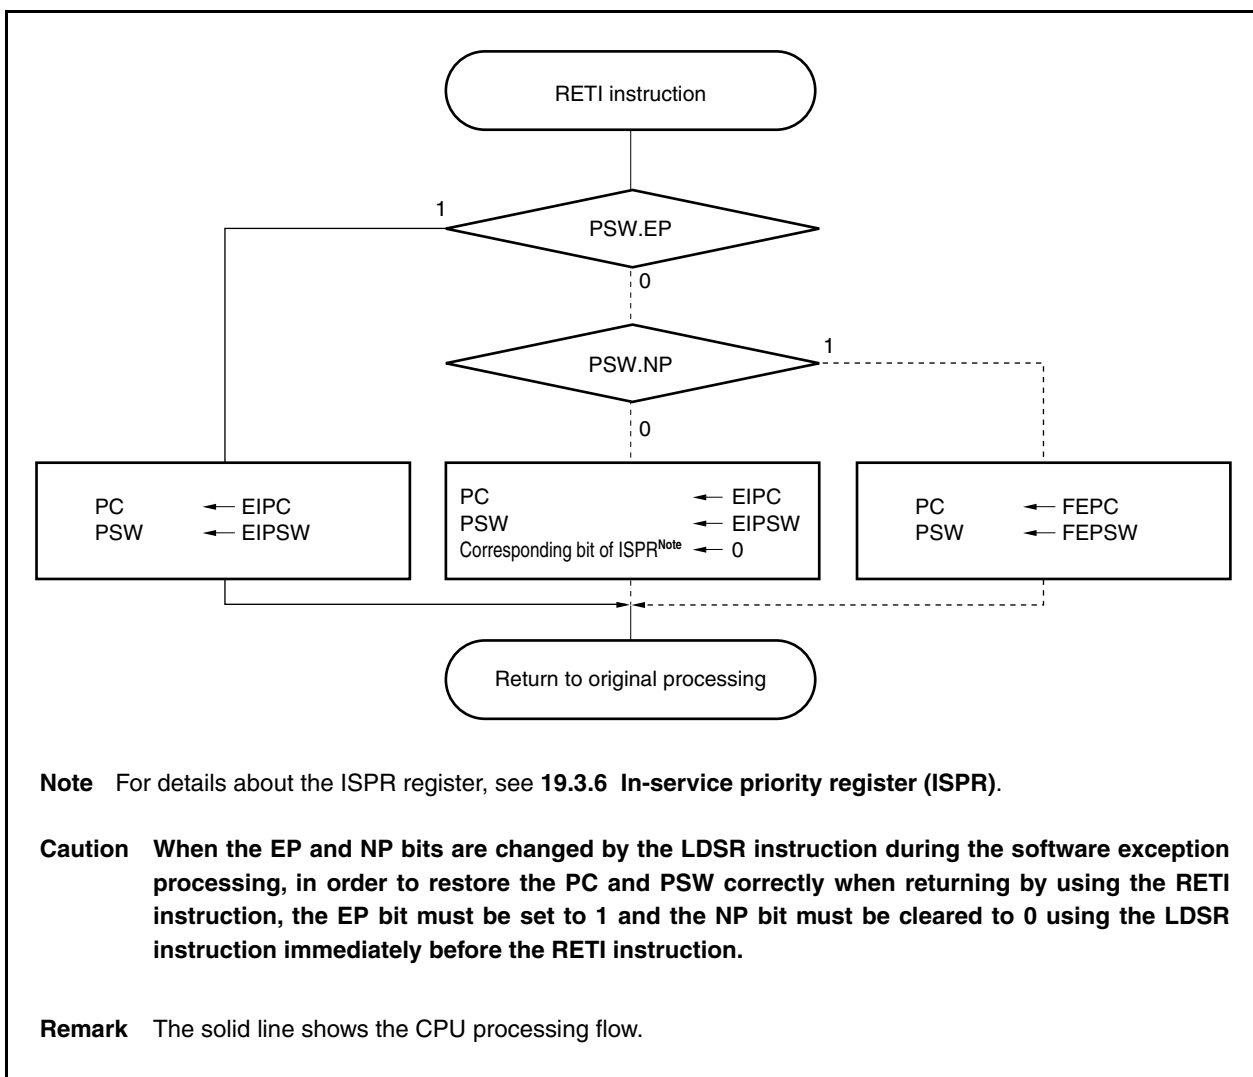 RETI instruction
1
PSW.EP
0
PSW.NP
1
0
PC ← EIPC
PSW ← EIPSW
PC ← EIPC
PSW ← EIPSW
Corresponding bit of ISPRNote ← 0
PC ← FEPC
PSW ← FEPSW
Return to original processing
Note For details about the ISPR register, see 19.3.6 In-service priority register (ISPR).
Caution When the EP and NP bits are changed by the LDSR instruction during the software exception
processing, in order to restore the PC and PSW correctly when returning by using the RETI
instruction, the EP bit must be set to 1 and the NP bit must be cleared to 0 using the LDSR
instruction immediately before the RETI instruction.
Remark The solid line shows the CPU processing flow.